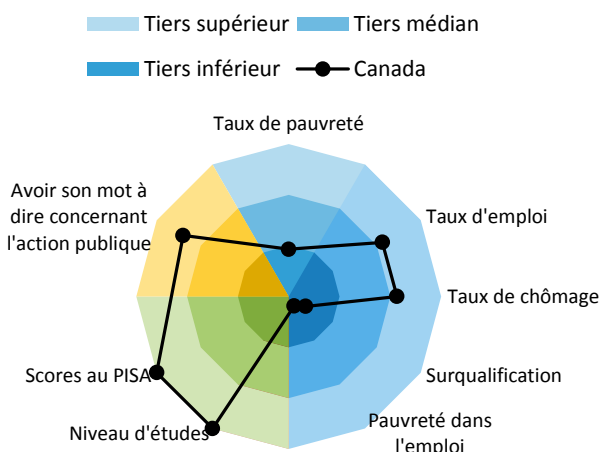 Tiers supérieur
Tiers médian
Tiers inférieur
Canada
Taux de pauvreté
Avoir son mot à
dire concernant
l'action publique
Taux d'emploi
Taux de chômage
Scores au PISA
Surqualification
Niveau d'études
Pauvreté dans
l'emploi